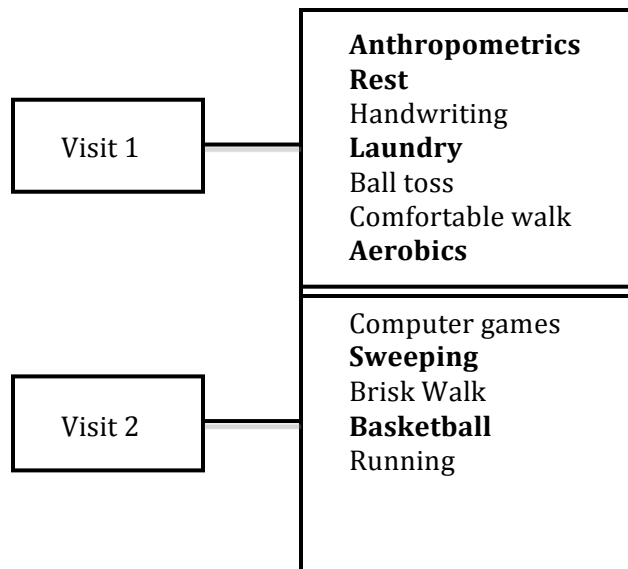 Anthropometrics
Rest
Handwriting
Visit 1
Laundry
Ball toss
Comfortable walk
Aerobics
Computer games
Sweeping
Brisk Walk
Visit 2
Basketball
Running